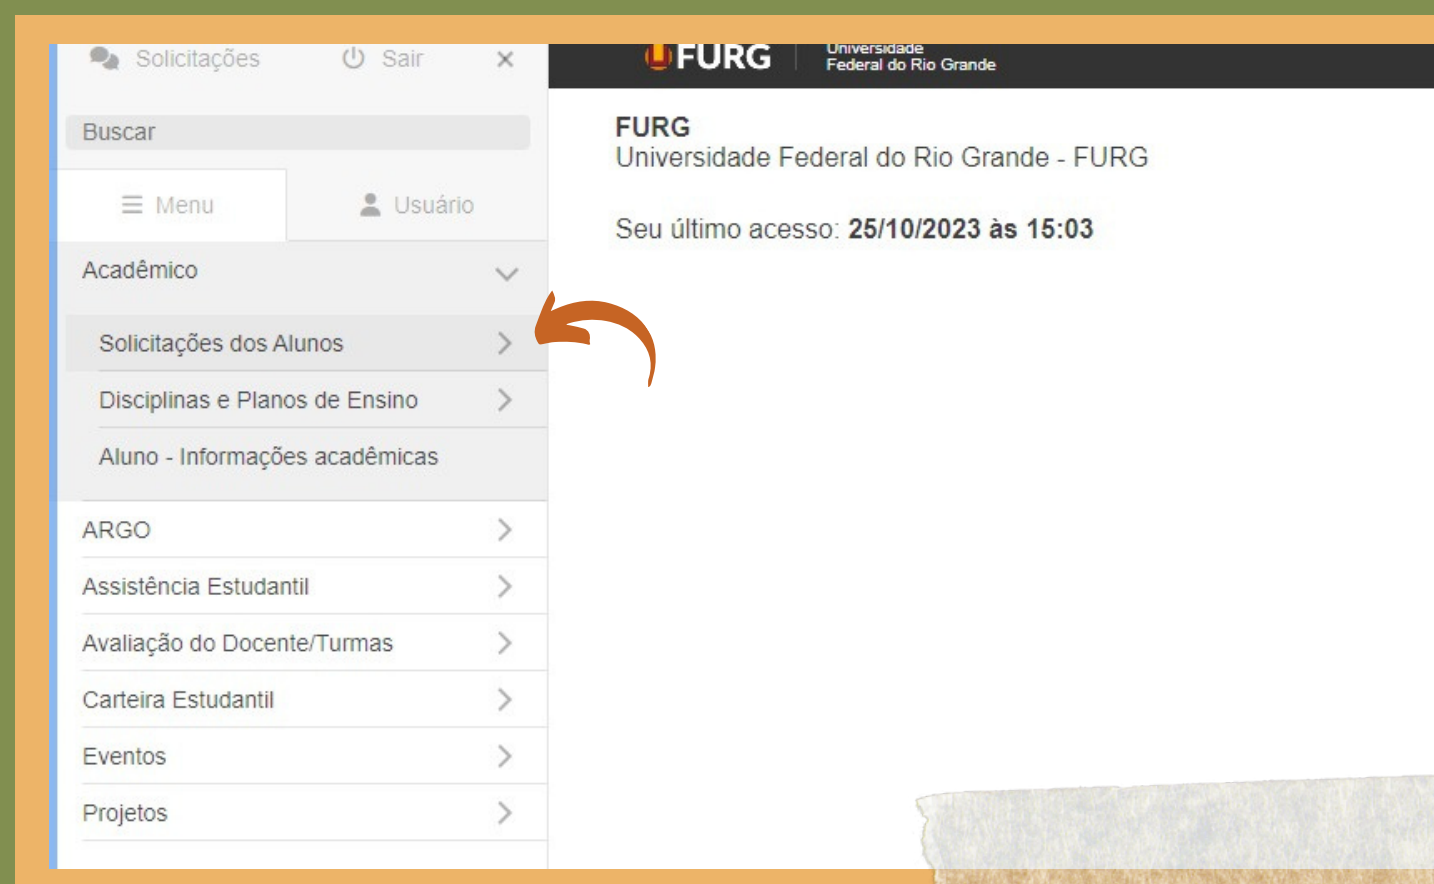 Solicitações
Sair
FURG
Universidade
Federal do Rio Grande
Buscar
Menu
Usuário
Acadêmico
Solicitações dos Alunos
Disciplinas e Planos de Ensino
Aluno - Informações acadêmicas
ARGO
Assistência Estudantil
Avaliação do Docente/Turmas
Carteira Estudantil
Eventos
Projetos
FURG
Universidade Federal do Rio Grande - FURG
Seu último acesso: 25/10/2023 às 15:03